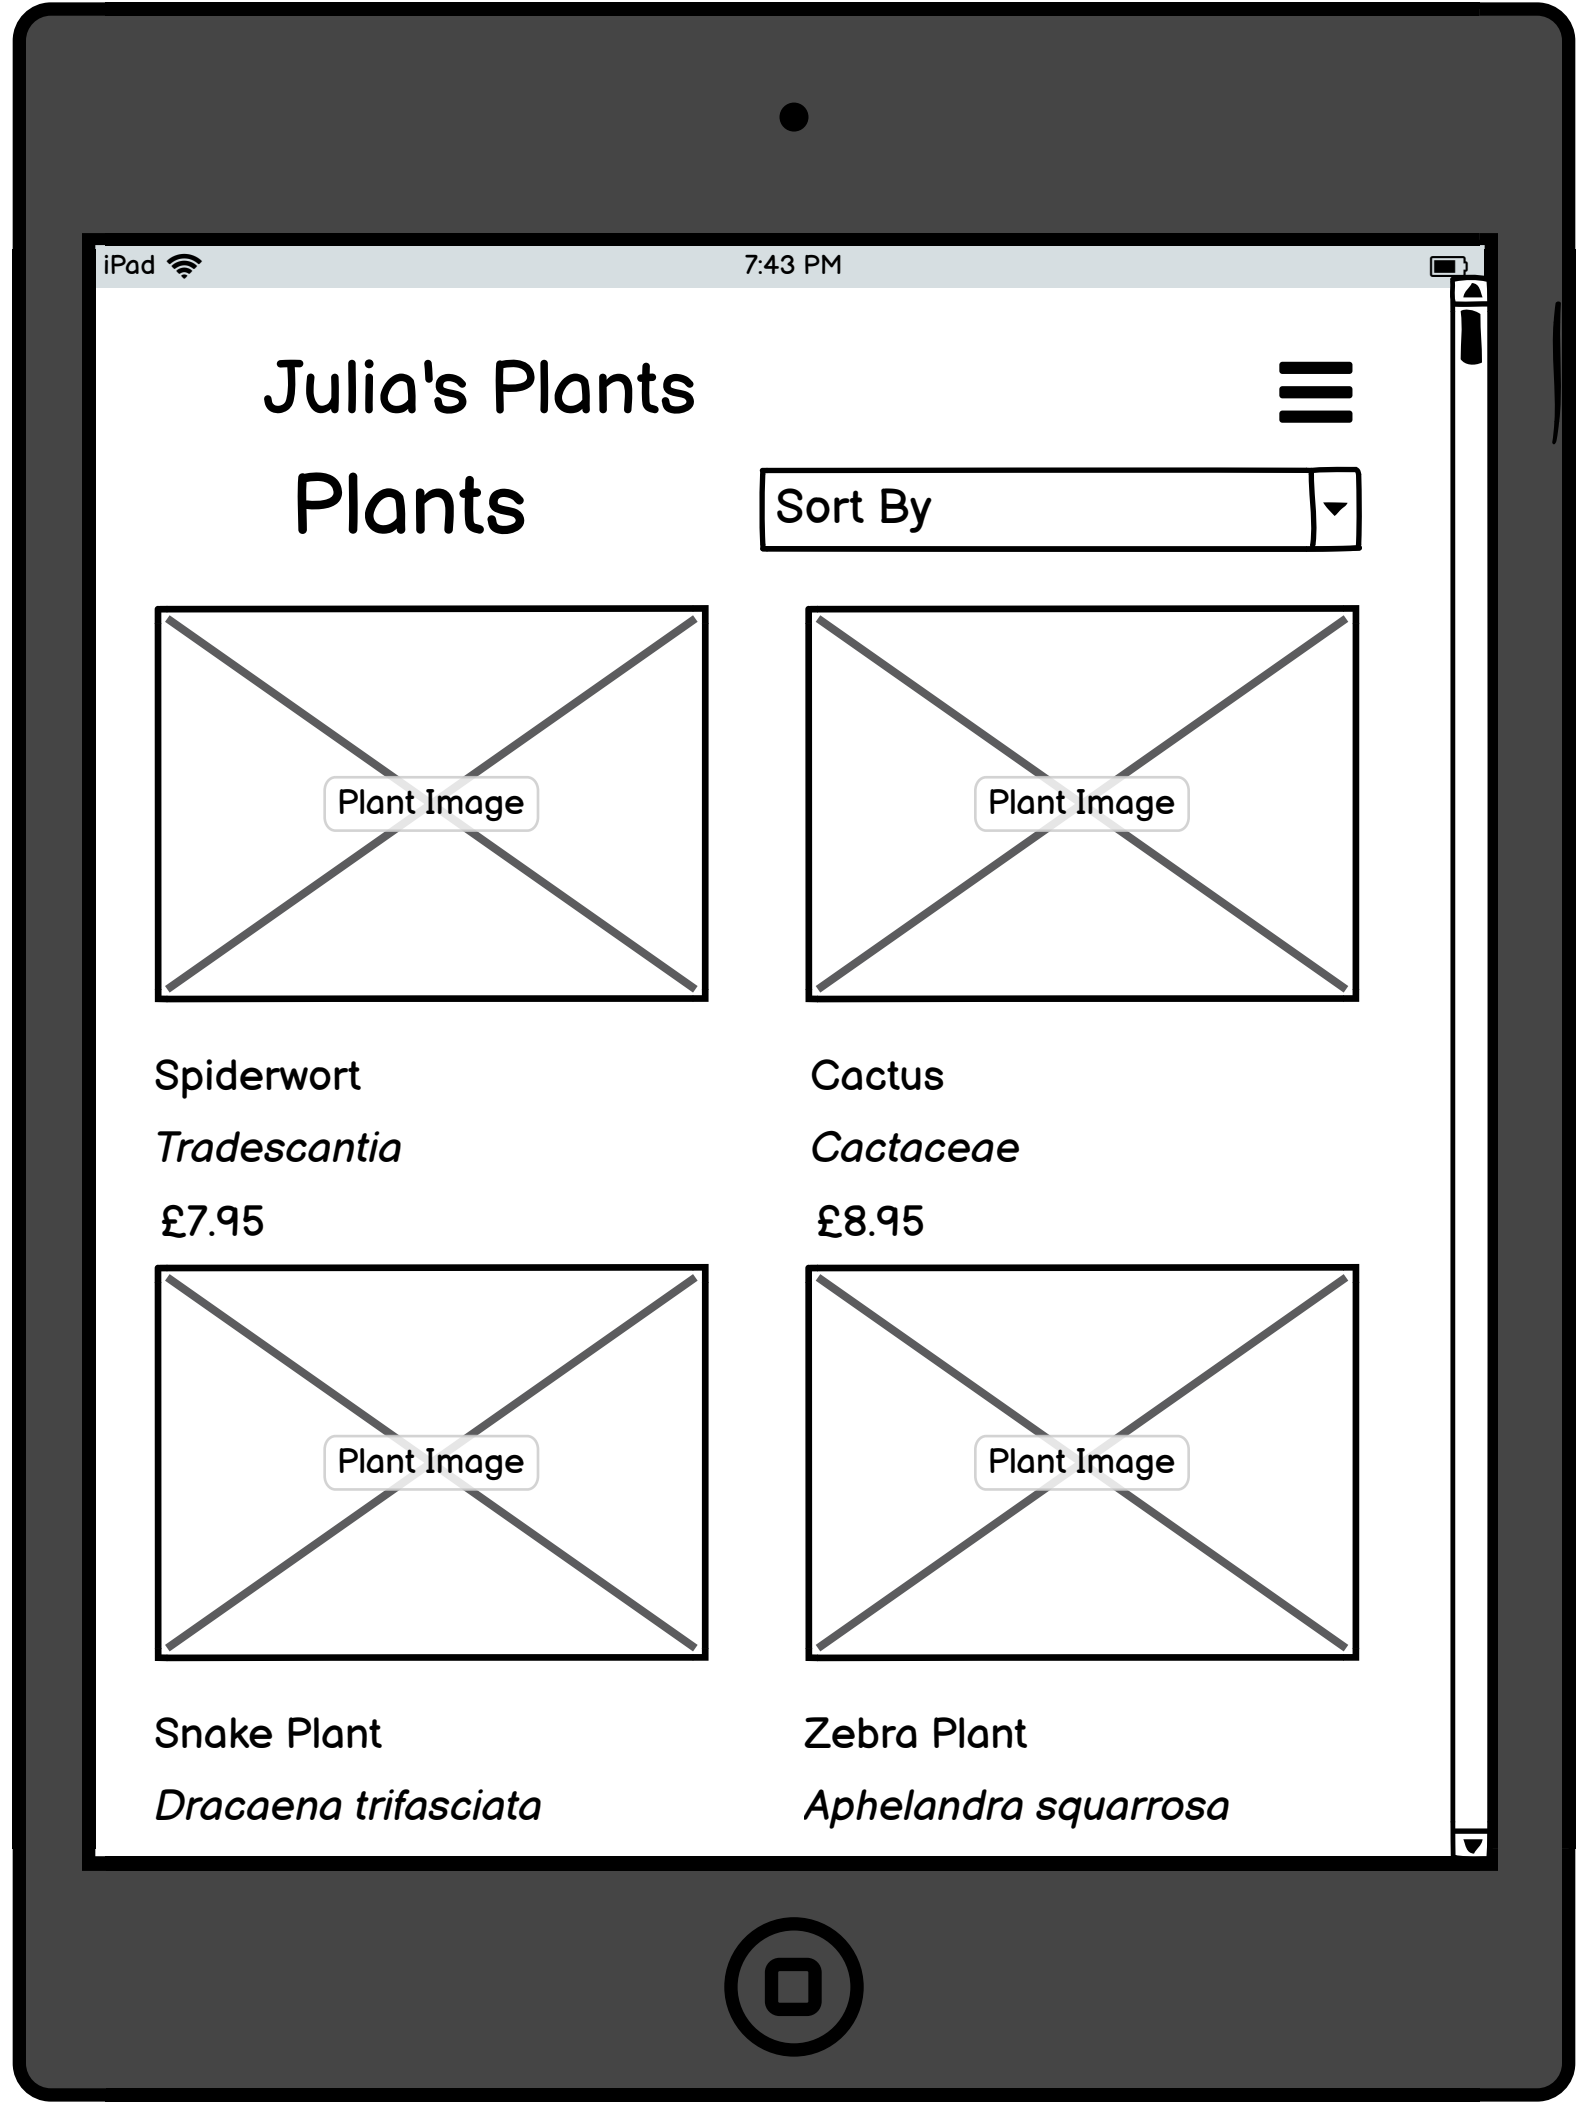 iPad 7:43 PM
Julia's Plants
Plants
Sort By
Plant Image Plant Image
Spiderwort Cactus
Tradescantia Cactaceae
£7.95 £8.95
Plant Image Plant Image
Snake Plant Zebra Plant
Dracaena trifasciata Aphelandra squarrosa